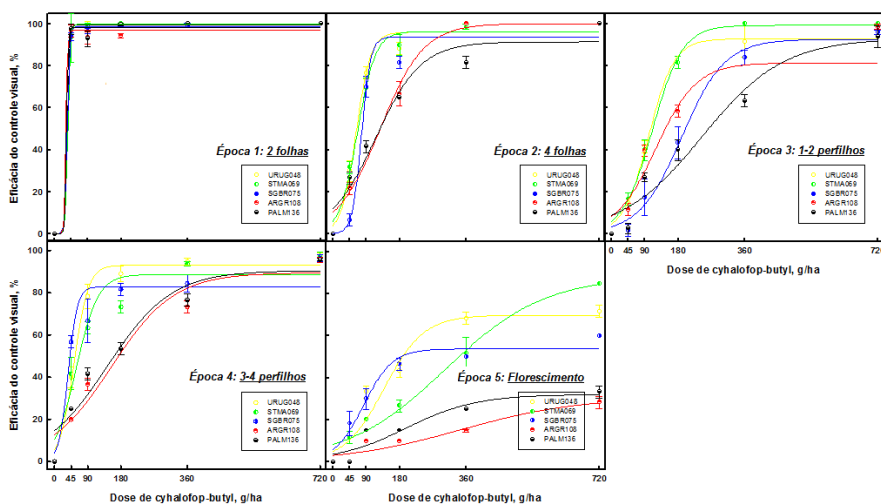 Eficácia do controle visual, %
100
80
60
40
20
0
Época 1: 2 folhas
URUG048
STMA069
SGBR075
ARGR108
PALM136
Época 2: 4 folhas
URUG048
STMA069
SGBR075
ARGR108
PALM136
Época 3: 1-2 perfilhos
URUG048
STMA069
SGBR075
ARGR108
PALM136
0 45 90 180 360 720
Dose de cyhalofop-butyl, g/ha
Eficácia do controle visual, %
100
80
60
40
20
0
Época 4: 3-4 perfilhos
URUG048
STMA069
SGBR075
ARGR108
PALM136
0 45 90 180 360 720
Dose de cyhalofop-butyl, g/ha
Época 5: Florescimento
URUG048
STMA069
SGBR075
ARGR108
PALM136
0 45 90 180 360 720
Dose de cyhalofop-butyl, g/ha